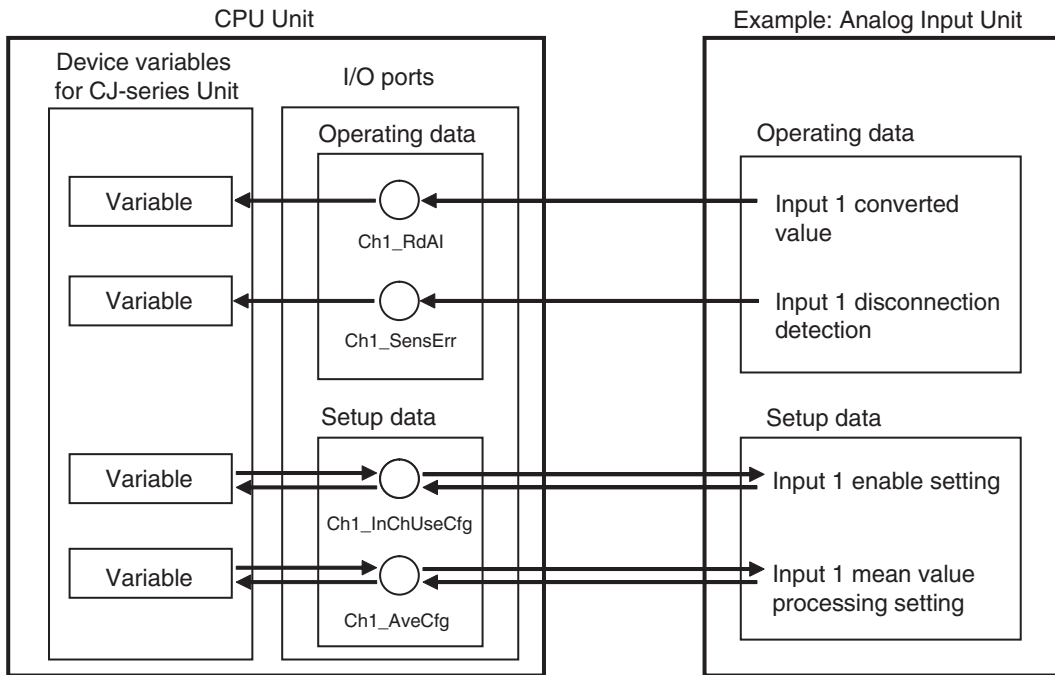 CPU Unit
Example: Analog Input Unit
Device variables
for CJ-series Unit
I/O ports
Operating data
Operating data
Variable
Ch1_RdAI
Input 1 converted
value
Variable
Ch1_SensErr
Input 1 disconnection
detection
Setup data
Setup data
Variable
Ch1_InChUseCfg
Input 1 enable setting
Variable
Ch1_AveCfg
Input 1 mean value
processing setting